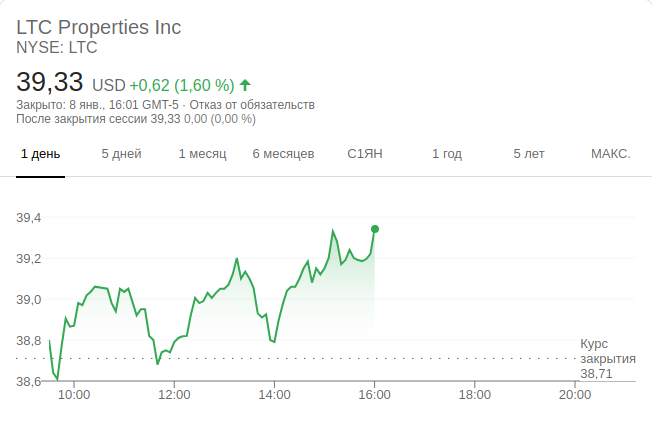 LTC Properties Inc
NYSE: LTC
39,33 USD +0,62 (1,60 %)
Закрыто: 8 янв., 16:01 GMT-5 · Отказ от обязательств
После закрытия сессии 39,33 0,00 (0,00 %)
1 день 5 дней 1 месяц 6 месяцев С1ЯН 1 год 5 лет МАКС.
39,4
39,2
39,0
38,8
Курс
закрытия
38,71
38,6
10:00 12:00 14:00 16:00 18:00 20:00